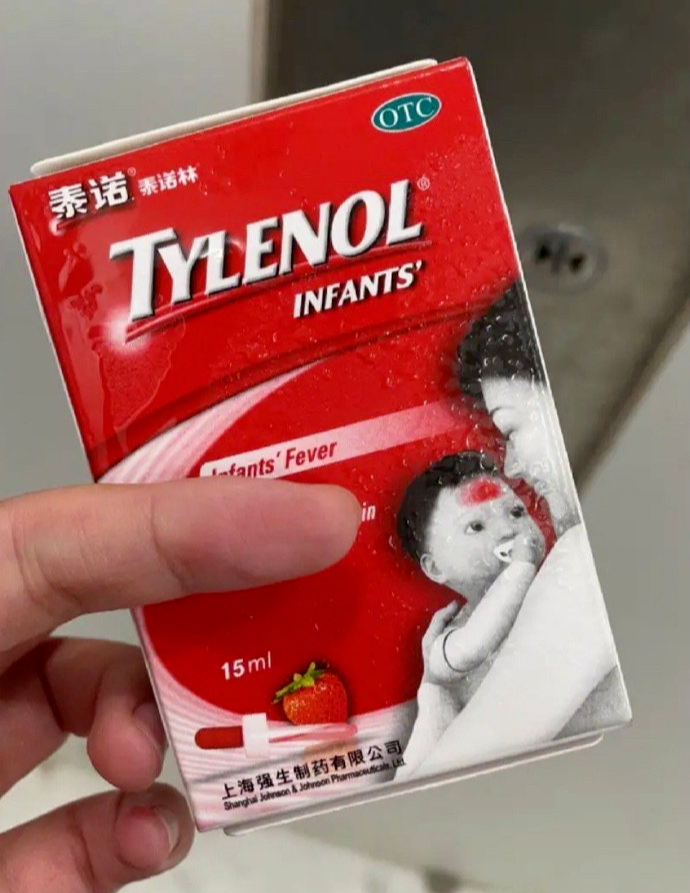 OTC
泰诺® 泰诺林®
TYLENOL®
INFANTS'
Infants' Fever
15ml
上海强生制药有限公司
Shanghai Johnson & Johnson Pharmaceuticals, Ltd.